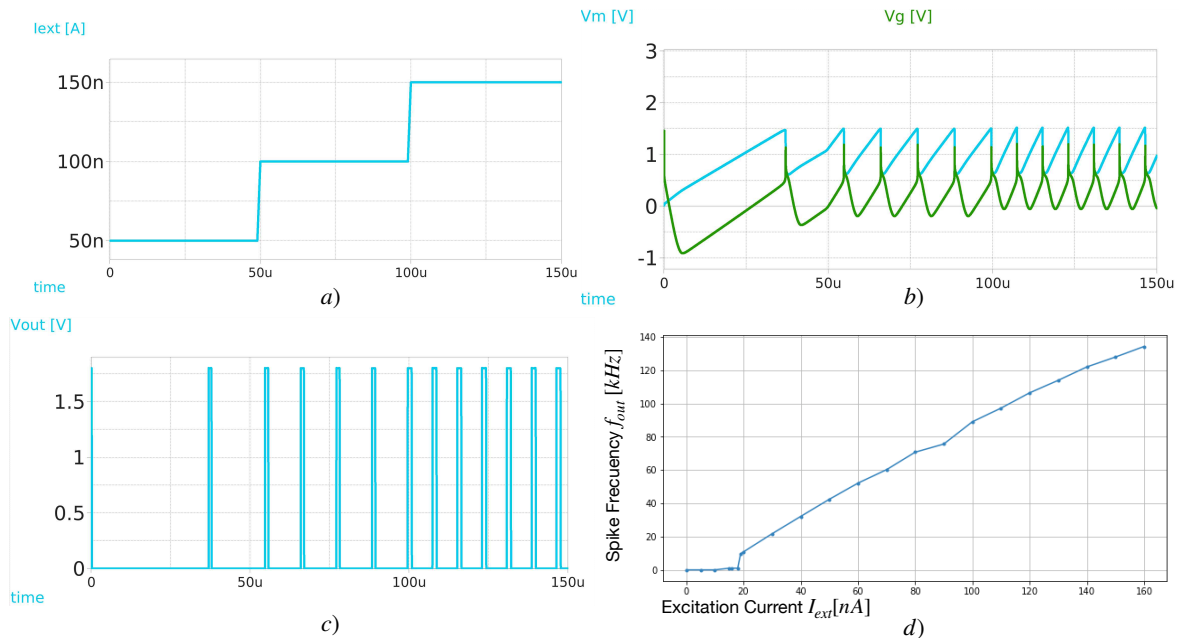 Iext [A]
150n
100n
50n
0 50u 100u 150u
time
a)
Vm [V] Vg [V]
3
2
1
0
-1
0 50u 100u 150u
time
b)
Vout [V]
1.5
1
0.5
0
0 50u 100u 150u
time
c)
140
120
100
80
60
40
20
0
Spike Frecuency f_out [kHz]
0 20 40 60 80 100 120 140 160
Excitation Current I_ext[nA]
d)